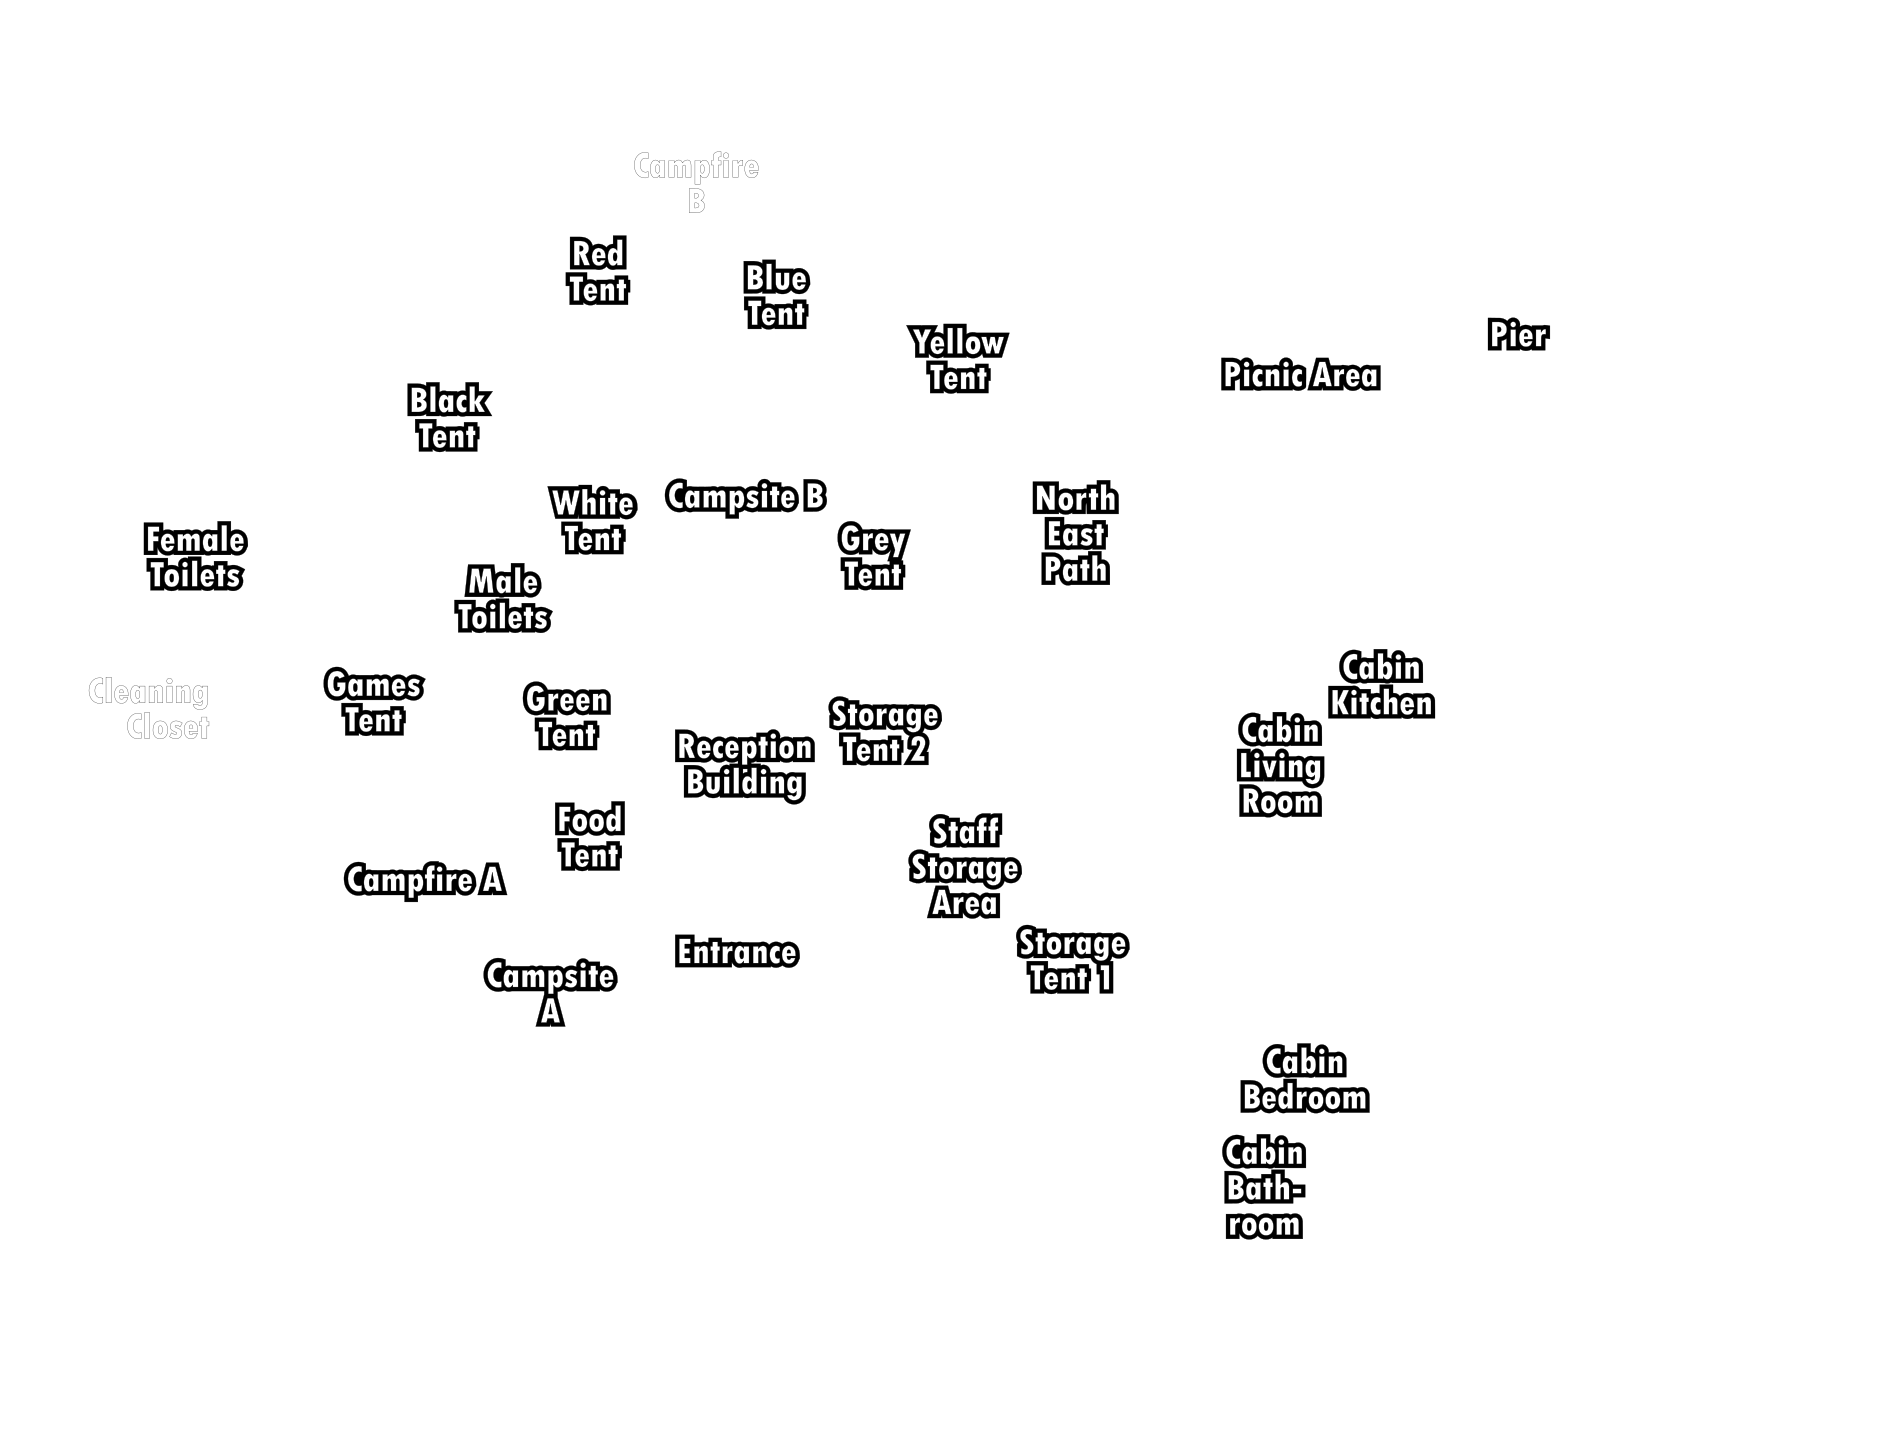 Campfire
B
Red
Tent
Blue
Tent
Yellow
Tent
Pier
Picnic Area
Black
Tent
White
Tent
Campsite B
Grey
Tent
North
East
Path
Female
Toilets
Male
Toilets
Cleaning
Closet
Games
Tent
Green
Tent
Reception
Building
Storage
Tent 2
Cabin
Kitchen
Cabin
Living
Room
Food
Tent
Staff
Storage
Area
Campfire A
Entrance
Storage
Tent 1
Campsite
A
Cabin
Bedroom
Cabin
Bath-
room